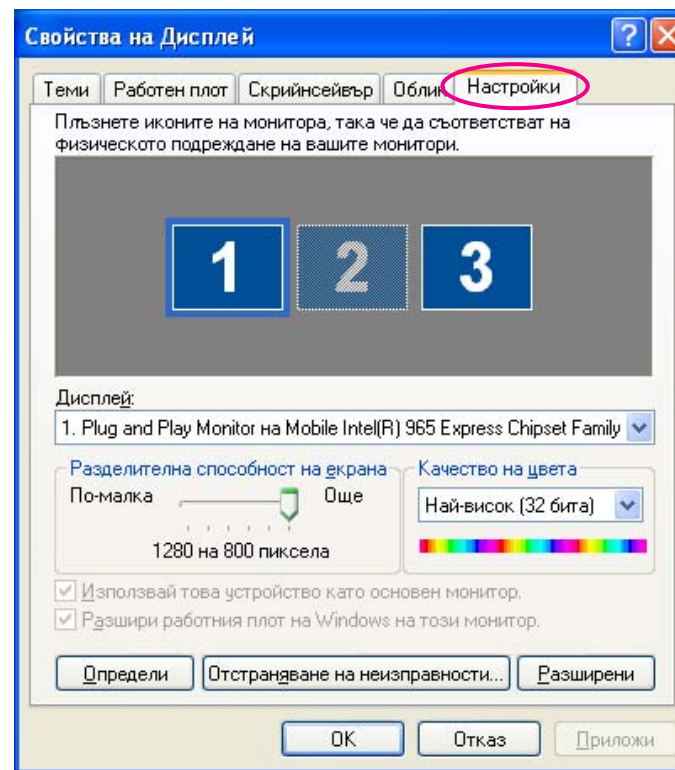 Свойства на Дисплей
Теми Работен плот Скрийнсейвър Облик Настройки
Плъзнете иконите на монитора, така че да съответстват на
физическото подреждане на вашите монитори.
1 2 3
Дисплей:
1. Plug and Play Monitor на Mobile Intel(R) 965 Express Chipset Family
Разделителна способност на екрана Качество на цвета
По-малка Още Най-висок (32 бита)
1280 на 800 пиксела
Използвай това устройство като основен монитор.
Разшири работния плот на Windows на този монитор.
Определи Отстраняване на неизправности... Разширени
OK Отказ Приложи